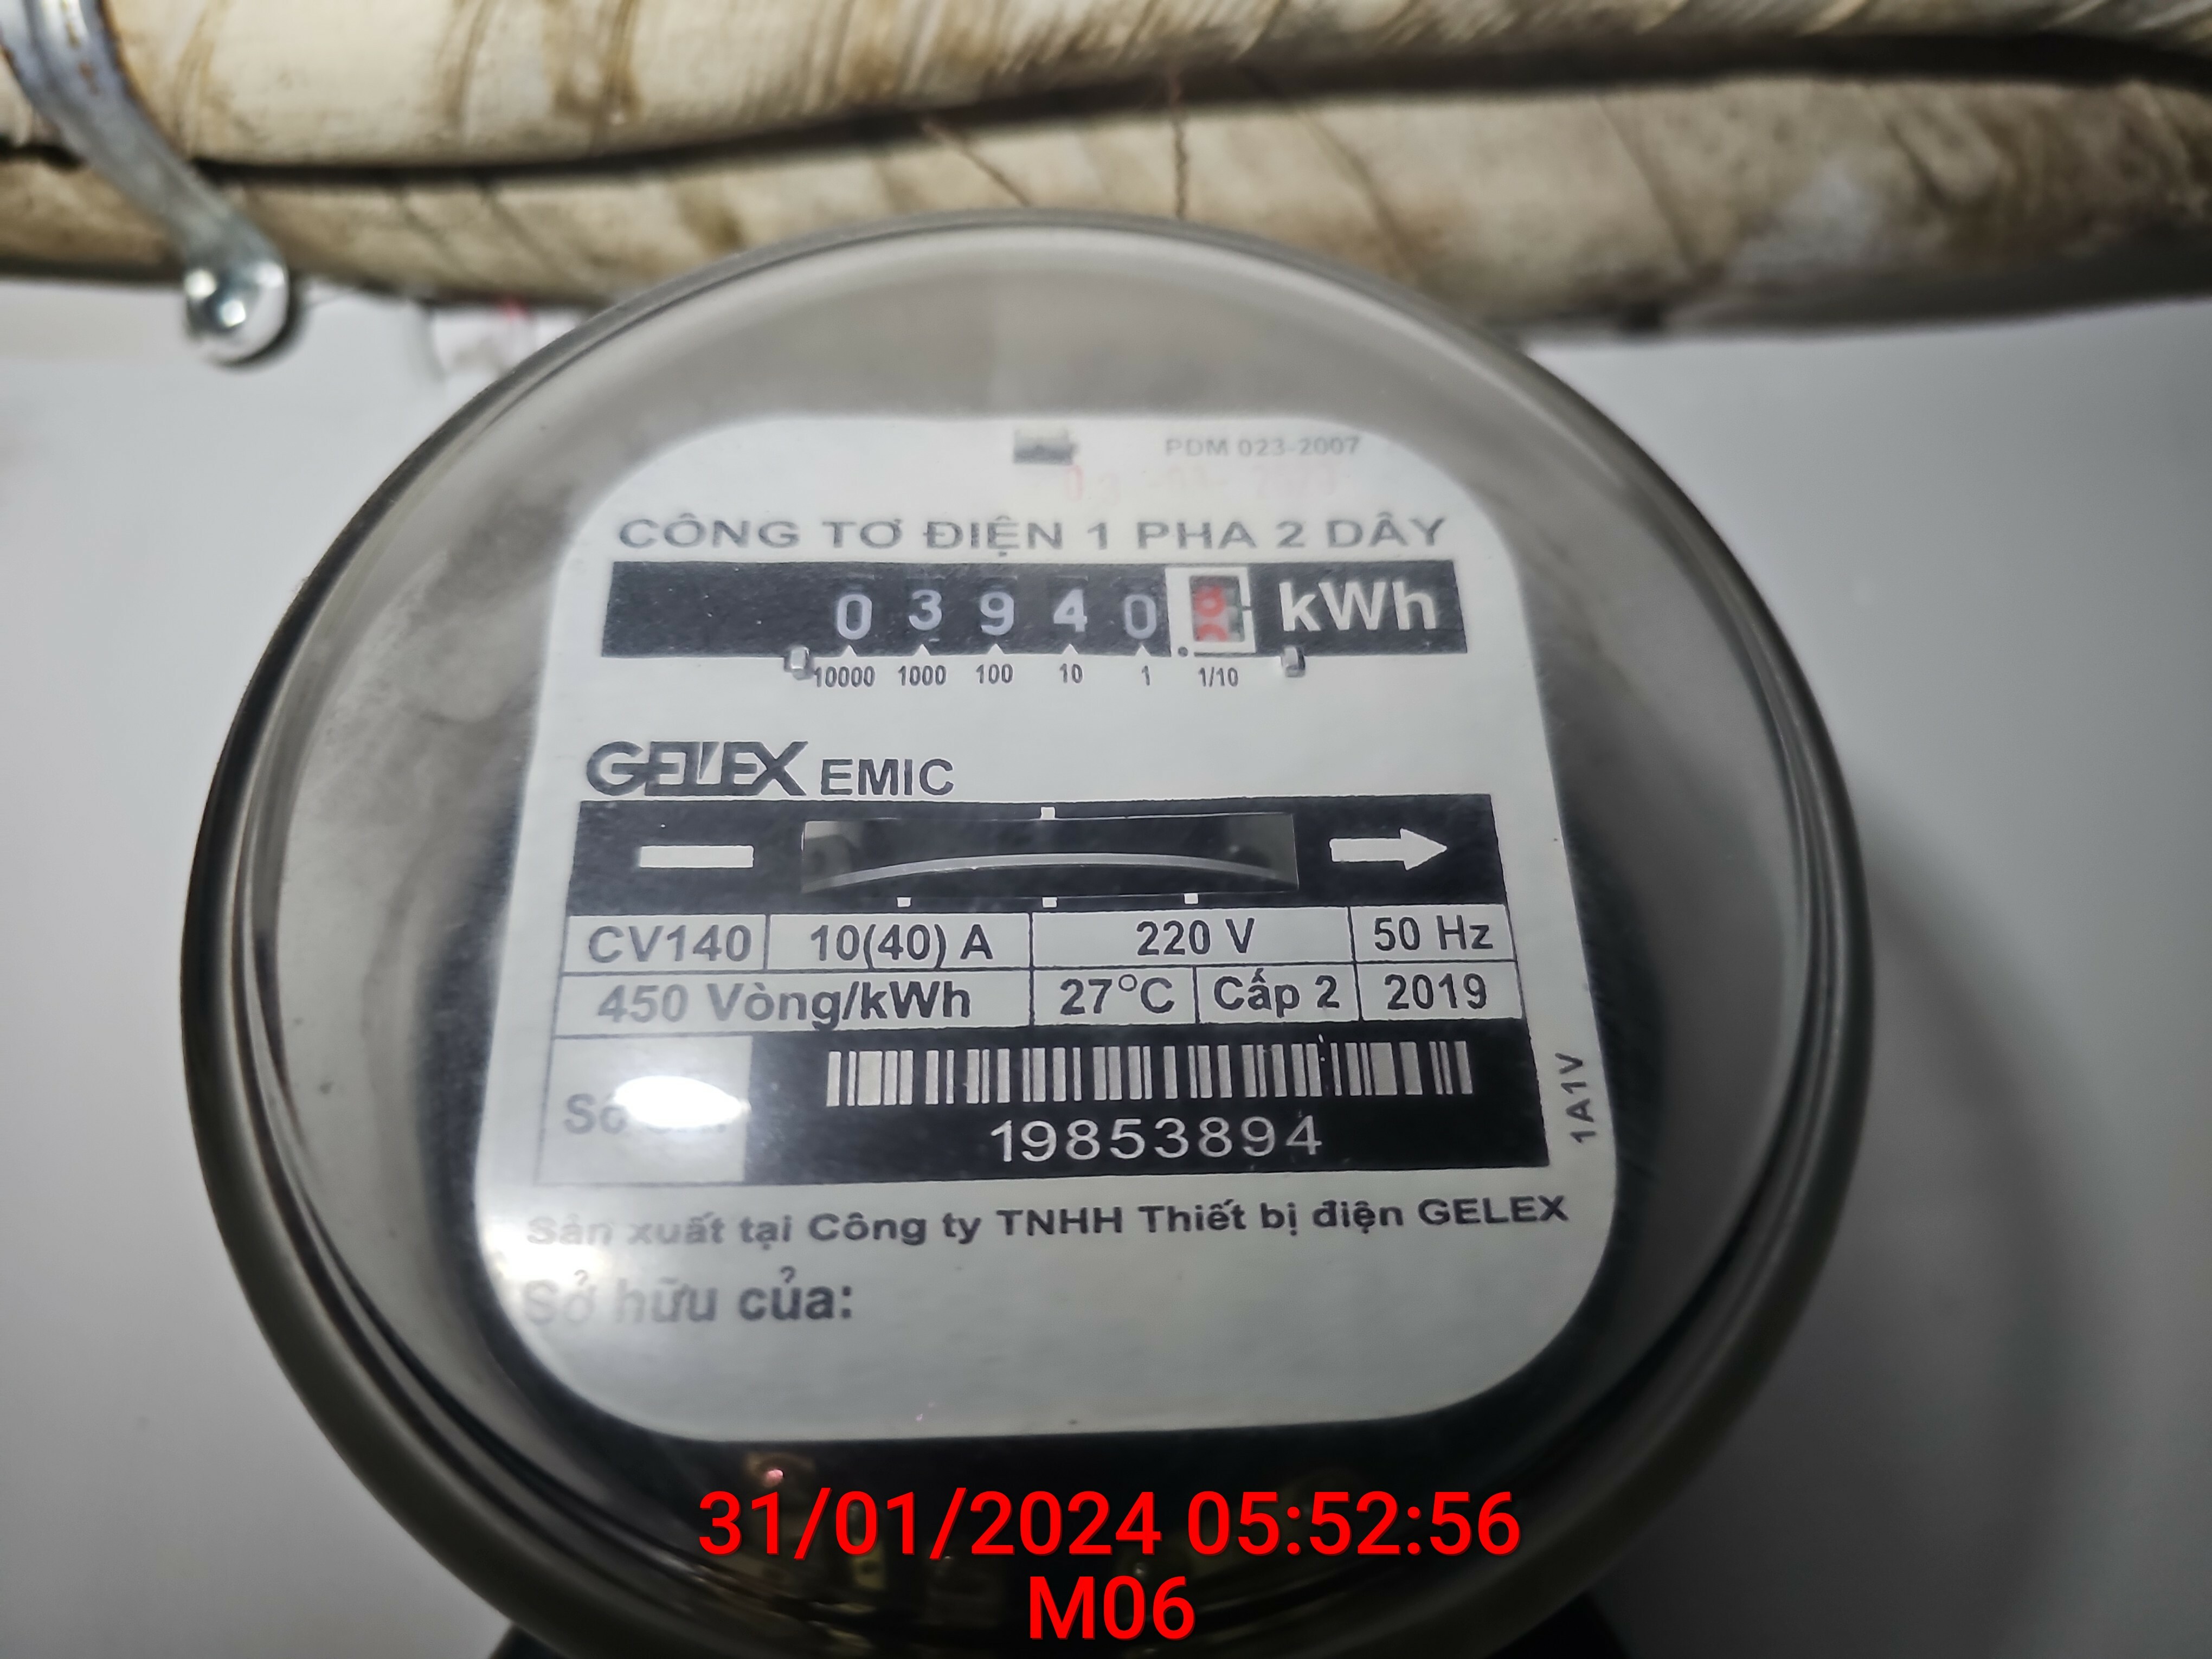 PDM 023-2007
CÔNG TƠ ĐIỆN 1 PHA 2 DÂY
0 3 9 4 0 kWh
10000 1000 100 10 1 1/10
GELEX EMIC
CV140 10(40) A 220 V 50 Hz
450 Vòng/kWh 27°C Cấp 2 2019
19853894
1A1V
Sản xuất tại Công ty TNHH Thiết bị điện GELEX
Sở hữu của:
31/01/2024 05:52:56
M06